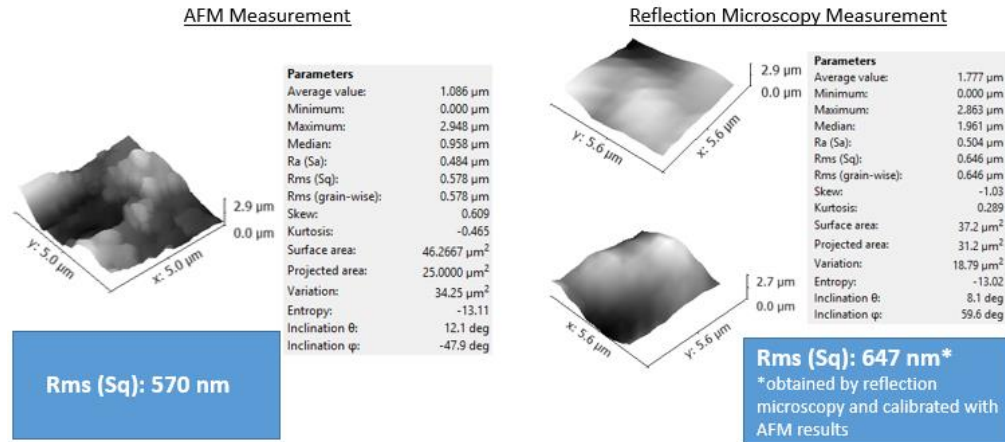 AFM Measurement
2.9 µm
0.0 µm
y: 5.0 µm
x: 5.0 µm
Parameters
Average value: 1.086 µm
Minimum: 0.000 µm
Maximum: 2.948 µm
Median: 0.958 µm
Ra (Sa): 0.484 µm
Rms (Sq): 0.578 µm
Rms (grain-wise): 0.578 µm
Skew: 0.609
Kurtosis: -0.465
Surface area: 46.2667 µm²
Projected area: 25.0000 µm²
Variation: 34.25 µm²
Entropy: -13.11
Inclination θ: 12.1 deg
Inclination φ: -47.9 deg
Rms (Sq): 570 nm
Reflection Microscopy Measurement
2.9 µm
0.0 µm
y: 5.6 µm
x: 5.6 µm
2.7 µm
0.0 µm
x: 5.6 µm
y: 5.6 µm
Parameters
Average value: 1.777 µm
Minimum: 0.000 µm
Maximum: 2.863 µm
Median: 1.961 µm
Ra (Sa): 0.504 µm
Rms (Sq): 0.646 µm
Rms (grain-wise): 0.646 µm
Skew: -1.03
Kurtosis: 0.289
Surface area: 37.2 µm²
Projected area: 31.2 µm²
Variation: 18.79 µm²
Entropy: -13.02
Inclination θ: 8.1 deg
Inclination φ: 59.6 deg
Rms (Sq): 647 nm*
*obtained by reflection
microscopy and calibrated with
AFM results